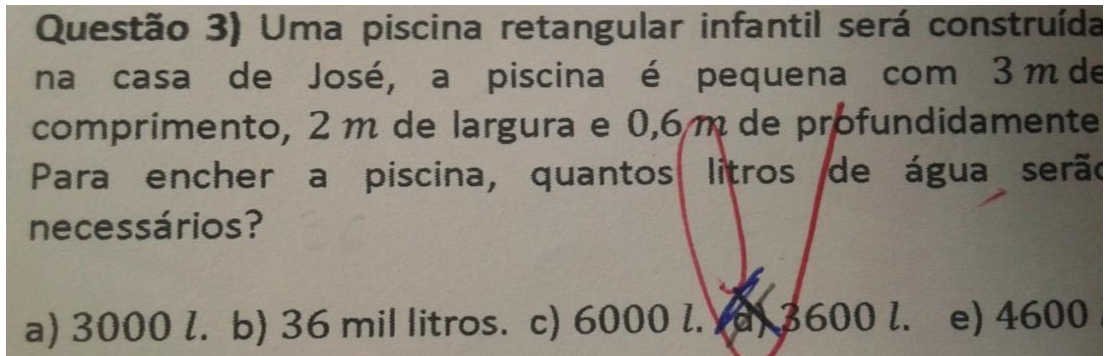 Questão 3) Uma piscina retangular infantil será construída
na casa de José, a piscina é pequena com 3 m de
comprimento, 2 m de largura e 0,6 m de profundidamente
Para encher a piscina, quantos litros de água serão
necessários?
a) 3000 l. b) 36 mil litros. c) 6000 l. d) 3600 l. e) 4600